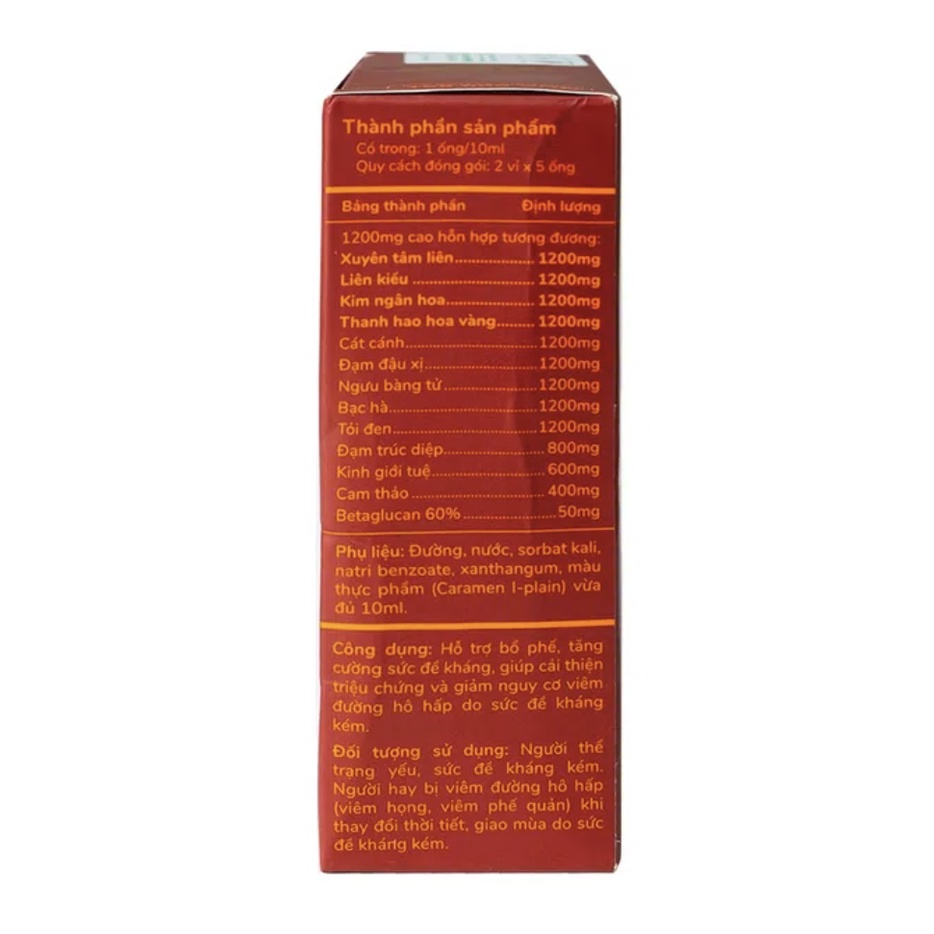 Thành phần sản phẩm
Có trong: 1 ống/10ml
Quy cách đóng gói: 2 vỉ x 5 ống
Bảng thành phần Định lượng
1200mg cao hỗn hợp tương đương:
Xuyên tâm liên..................1200mg
Liên kiều ...........................1200mg
Kim ngân hoa....................1200mg
Thanh hao hoa vàng........1200mg
Cát cánh............................1200mg
Đạm đậu xị........................1200mg
Ngưu bàng tử....................1200mg
Bạc hà................................1200mg
Tỏi đen...............................1200mg
Đạm trúc diệp.....................800mg
Kinh giới tuệ.......................600mg
Cam thảo ............................400mg
Betaglucan 60%...................50mg
Phụ liệu: Đường, nước, sorbat kali,
natri benzoate, xanthangum, màu
thực phẩm (Caramen I-plain) vừa
đủ 10ml.
Công dụng: Hỗ trợ bổ phế, tăng
cường sức đề kháng, giúp cải thiện
triệu chứng và giảm nguy cơ viêm
đường hô hấp do sức đề kháng
kém.
Đối tượng sử dụng: Người thể
trạng yếu, sức đề kháng kém.
Người hay bị viêm đường hô hấp
(viêm họng, viêm phế quản) khi
thay đổi thời tiết, giao mùa do sức
đề kháng kém.